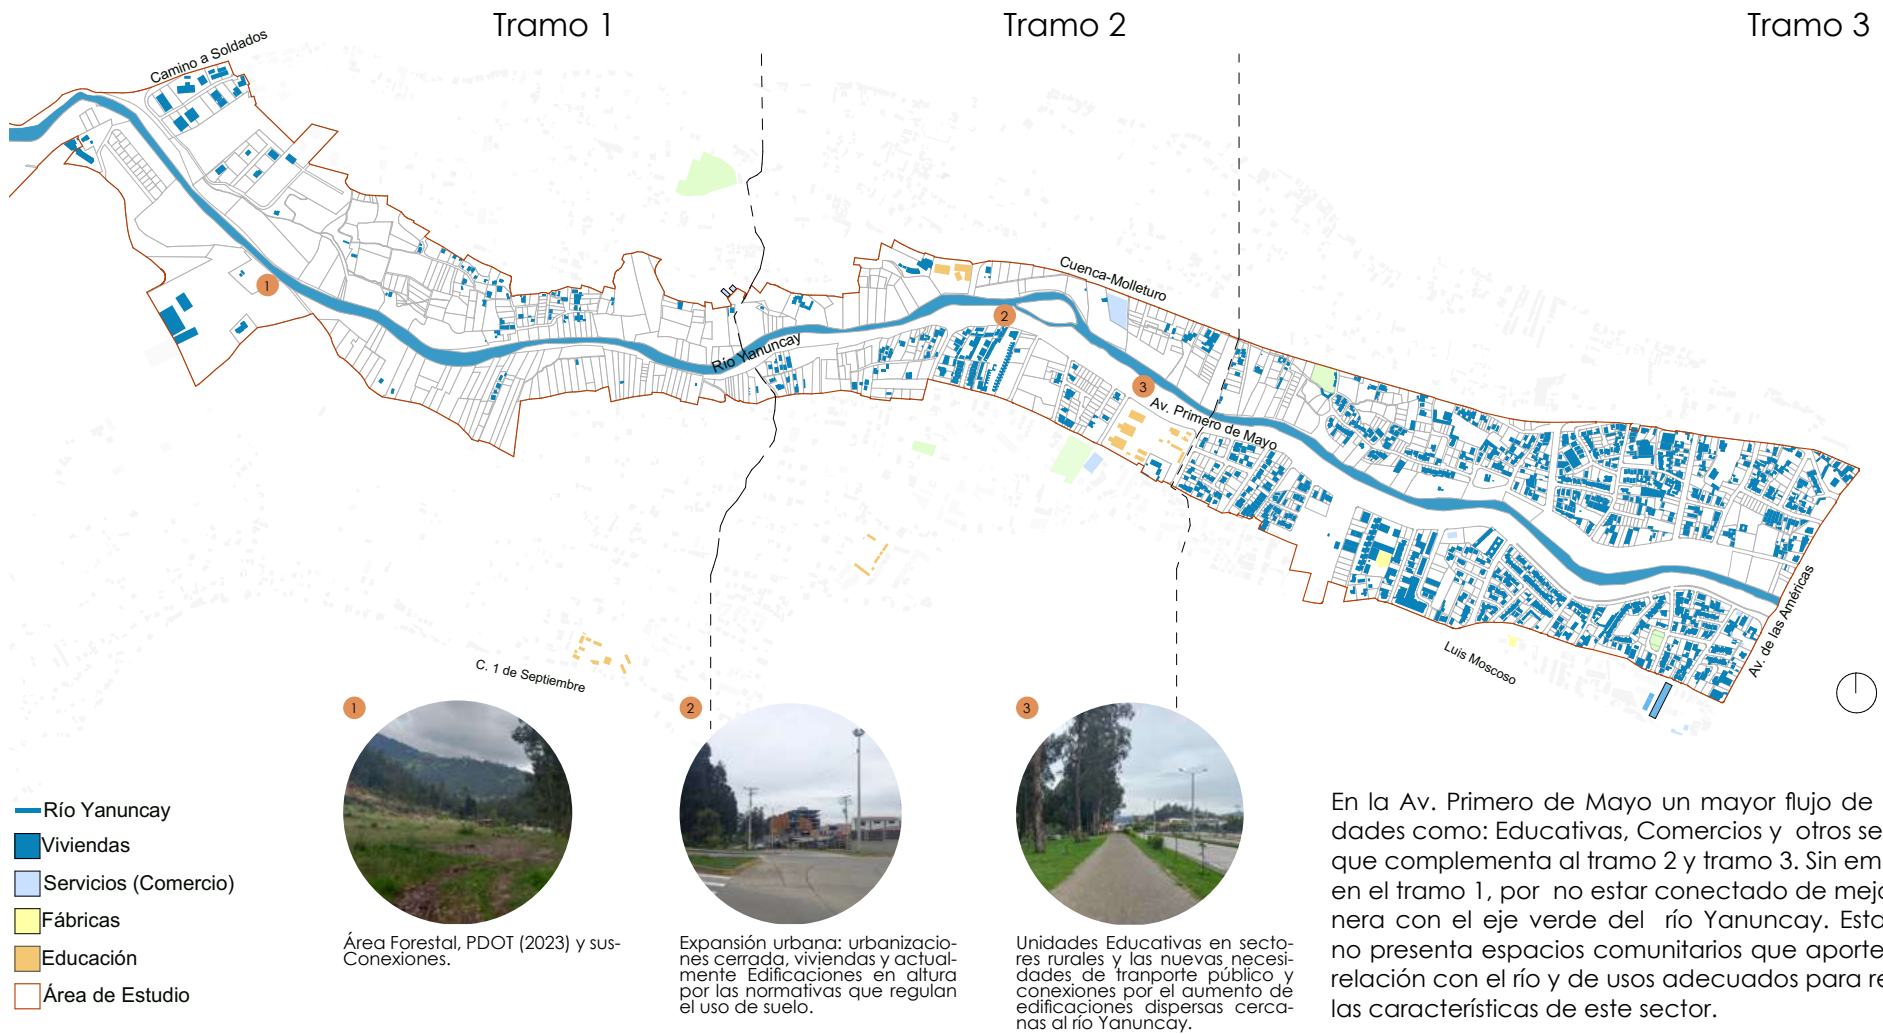 Tramo 1
Tramo 2
Tramo 3
Camino a Soldados
Cuenca-Molleturo
1
2
Río Yanuncay
3
Av. Primero de Mayo
Av. de las Américas
Luis Moscoso
C. 1 de Septiembre
1
2
3
Río Yanuncay
Viviendas
Servicios (Comercio)
Fábricas
Educación
Área de Estudio
Área Forestal, PDOT (2023) y sus-
Conexiones.
Expansión urbana: urbanizacio-
nes cerrada, viviendas y actual-
mente Edificaciones en altura
por las normativas que regulan
el uso de suelo.
Unidades Educativas en secto-
res rurales y las nuevas necesi-
dades de tranporte público y
conexiones por el aumento de
edificaciones dispersas cerca-
nas al río Yanuncay.
En la Av. Primero de Mayo un mayor flujo de
dades como: Educativas, Comercios y otros se
que complementa al tramo 2 y tramo 3. Sin em
en el tramo 1, por no estar conectado de mejo
nera con el eje verde del río Yanuncay. Esta
no presenta espacios comunitarios que aporte
relación con el río y de usos adecuados para re
las características de este sector.